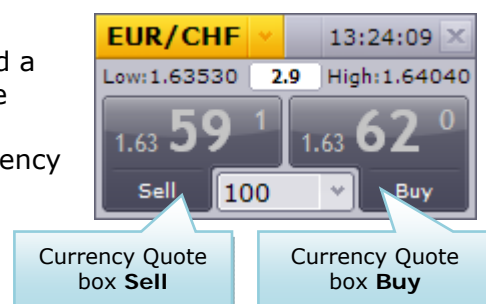 EUR/CHF 13:24:09
d a
Low:1.63530 2.9 High:1.64040
e
1.63 59 1 1.63 62 0
ency
Sell 100 Buy
Currency Quote box Sell
Currency Quote box Buy